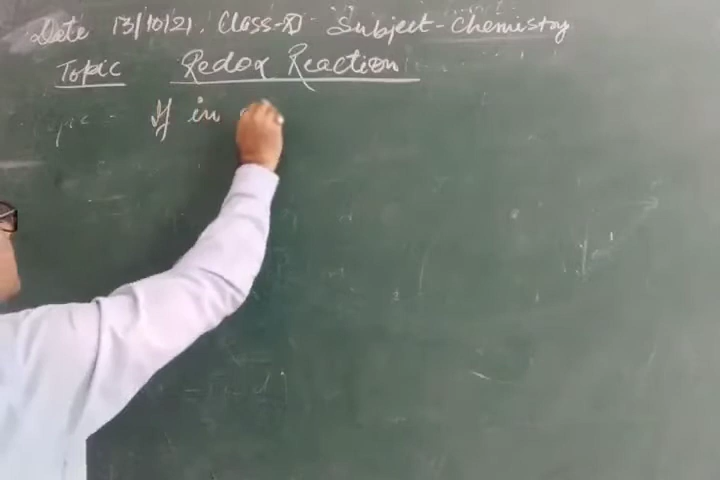 Date 13/10/21. Class-XI Subject-Chemistry
Topic Redox Reaction
If in